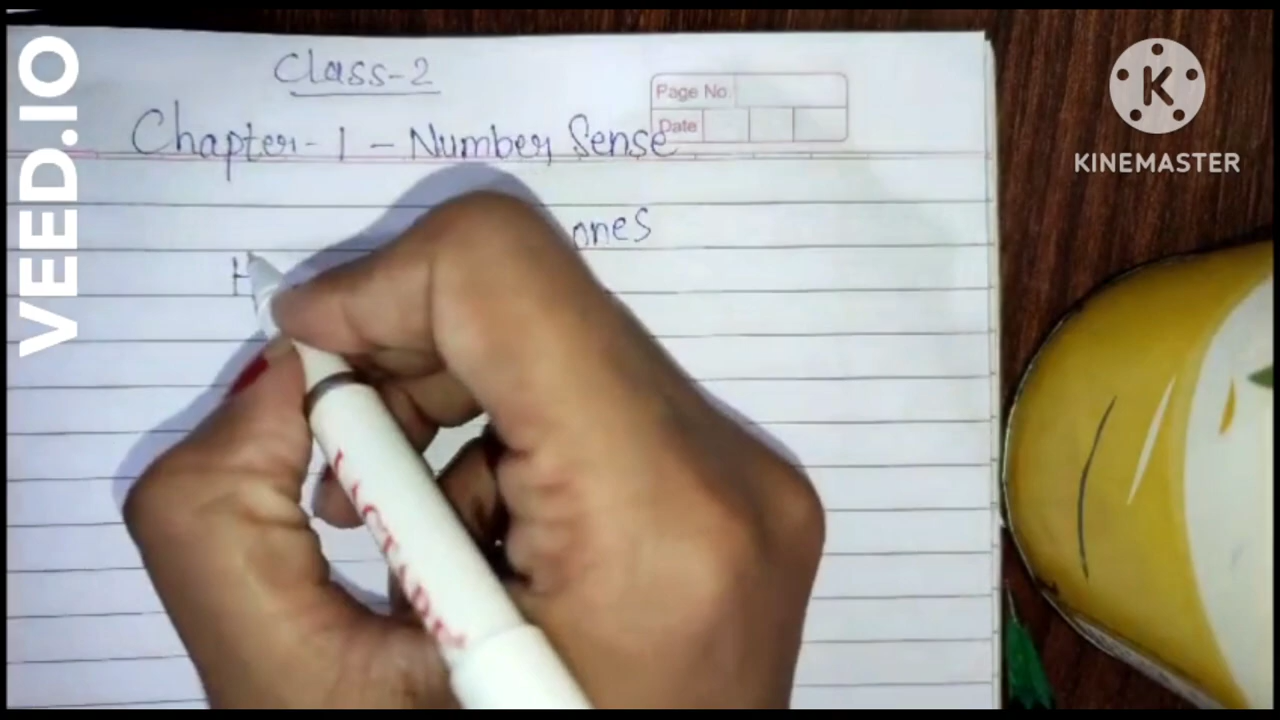 VEED.IO
Class-2
Page No.
Date
Chapter-1-Number Sense
ones
H
K
KINEMASTER